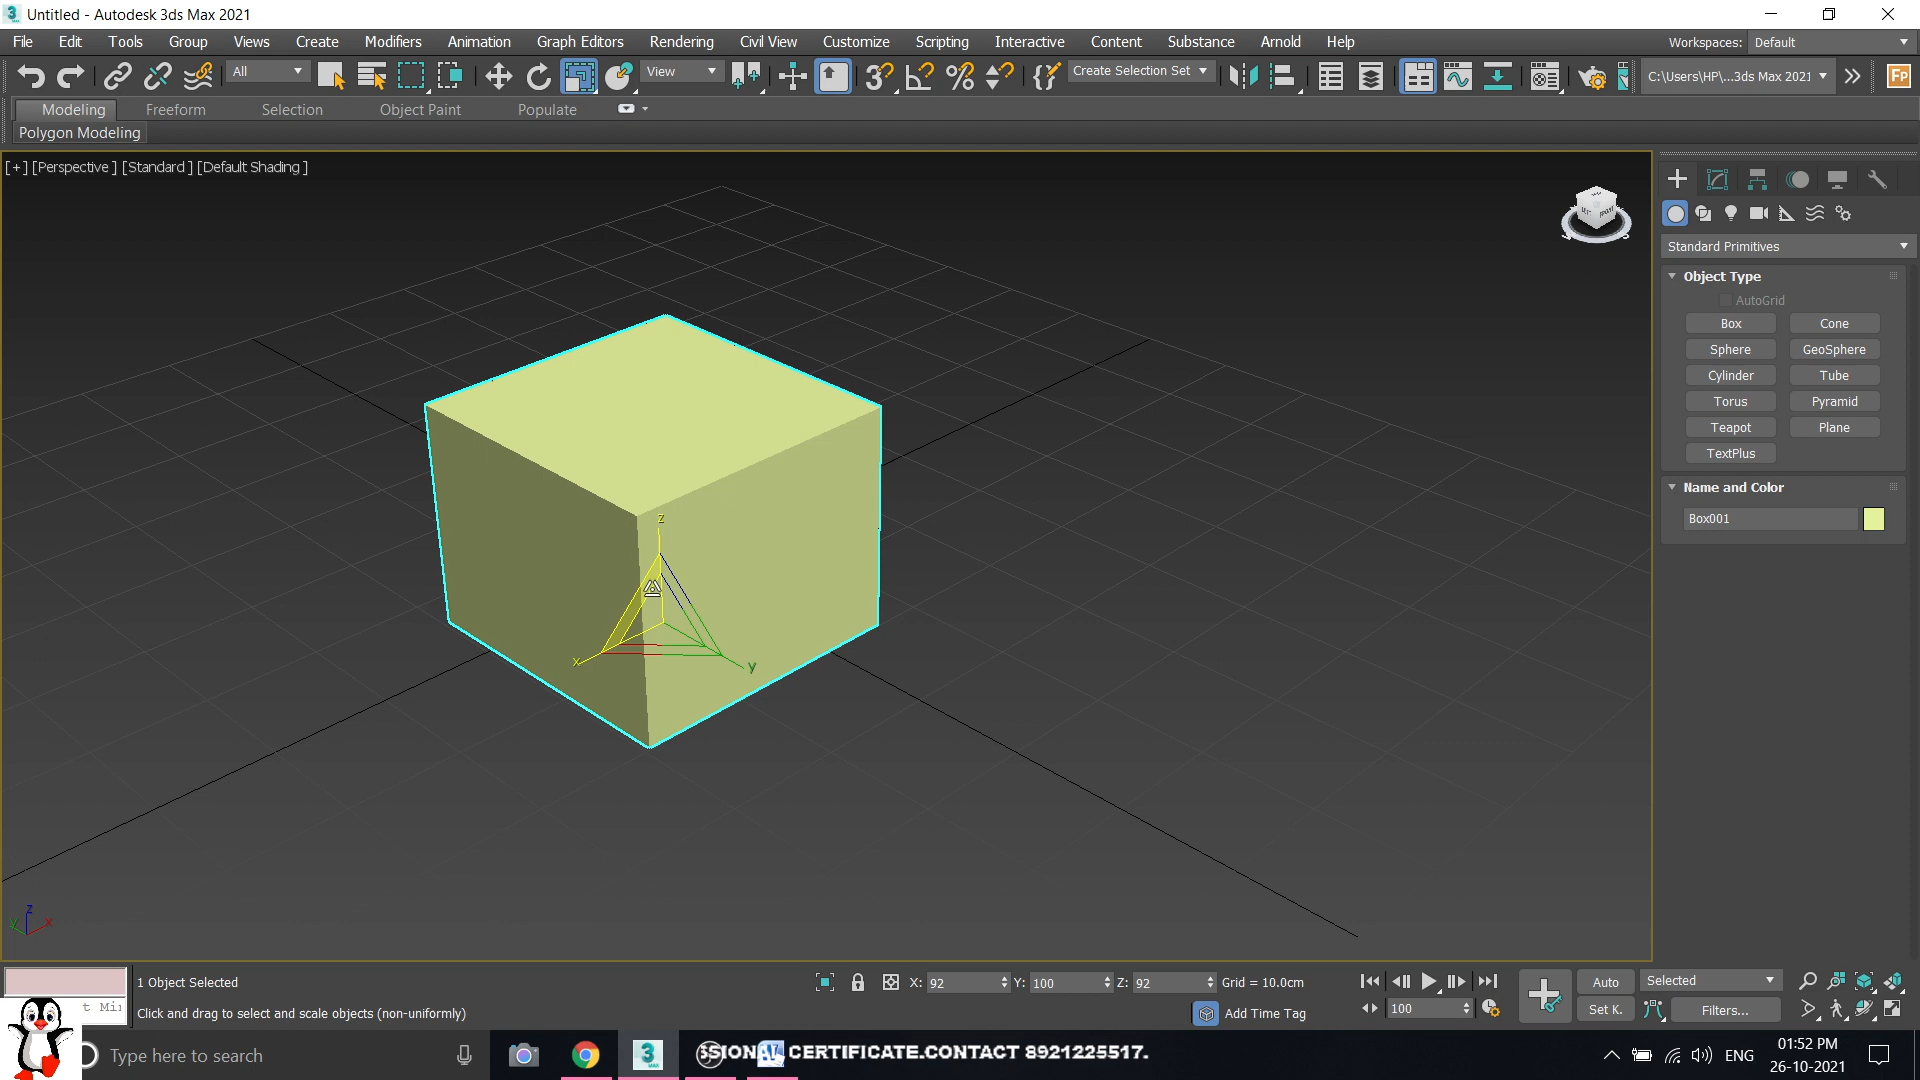 Untitled - Autodesk 3ds Max 2021
File Edit Tools Group Views Create Modifiers Animation Graph Editors Rendering Civil View Customize Scripting Interactive Content Substance Arnold Help Workspaces: Default
All View Create Selection Set C:\Users\HP\...3ds Max 2021
Modeling Freeform Selection Object Paint Populate
Polygon Modeling
[+] [Perspective ] [Standard ] [Default Shading ]
Standard Primitives
Object Type
AutoGrid
Box Cone
Sphere GeoSphere
Cylinder Tube
Torus Pyramid
Teapot Plane
TextPlus
Name and Color
Box001
z
x y
z
y x
1 Object Selected X: 92 Y: 100 Z: 92 Grid = 10.0cm Auto Selected
t Mi
Click and drag to select and scale objects (non-uniformly) Add Time Tag 100 Set K. Filters...
Type here to search SSIONAL CERTIFICATE.CONTACT 8921225517. ENG
01:52 PM
26-10-2021